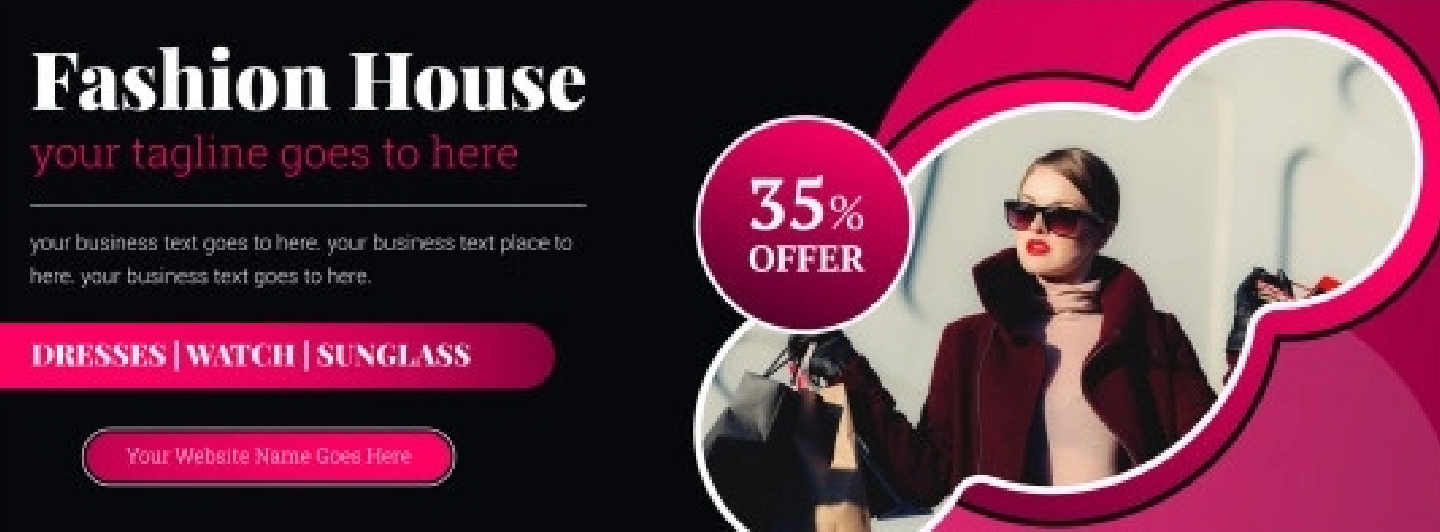 Fashion House
your tagline goes to here
your business text goes to here. your business text place to
here. your business text goes to here.
DRESSES | WATCH | SUNGLASS
Your Website Name Goes Here
35%
OFFER